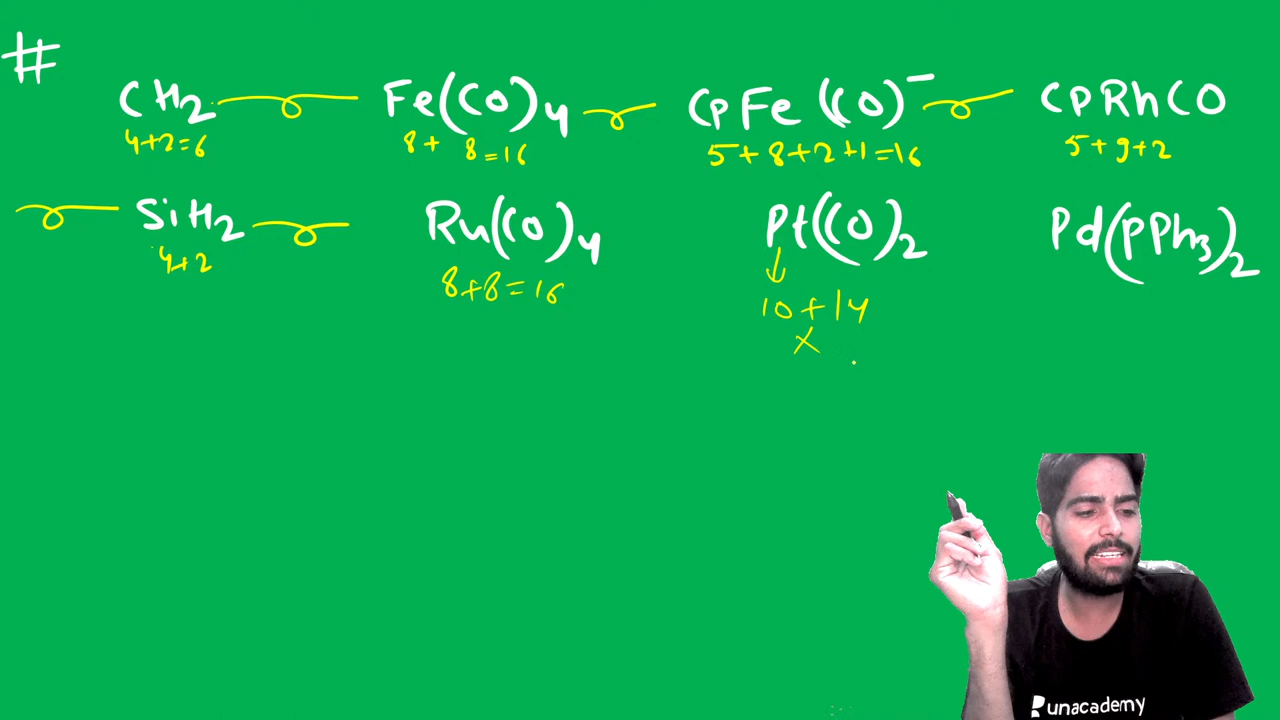 #
CH2 Fe(CO)4 CpFe(CO)− CpRhCO
4+2=6 8+ 8=16 5+8+2+1=16 5+9+2
SiH2 Ru(CO)4 Pt(CO)2 Pd(PPh3)2
4+2 8+8=16 10+14
×
unacademy